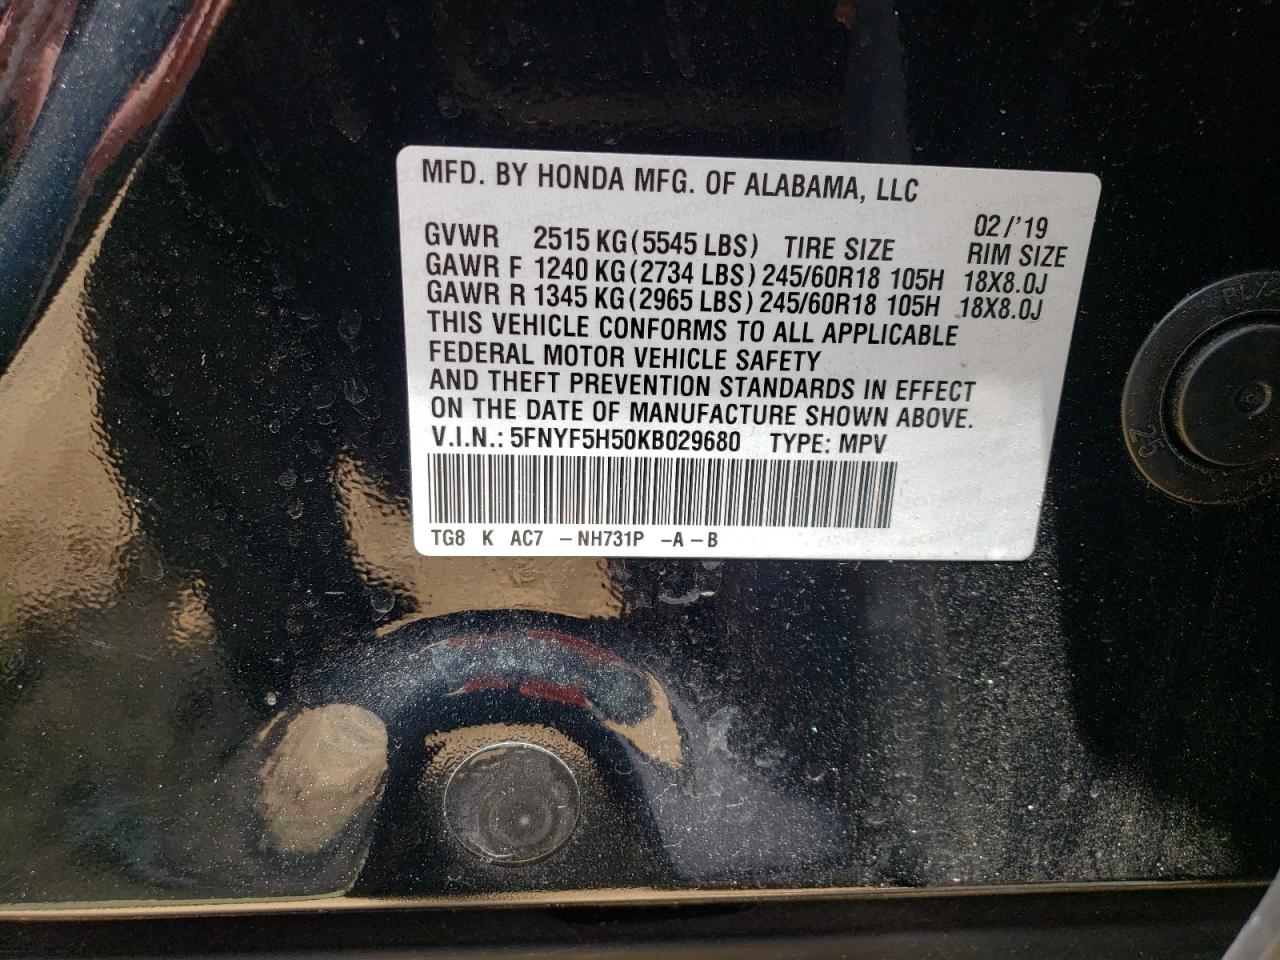 MFD. BY HONDA MFG. OF ALABAMA, LLC
02/'19
GVWR 2515 KG (5545 LBS) TIRE SIZE RIM SIZE
GAWR F 1240 KG (2734 LBS) 245/60R18 105H 18X8.0J
GAWR R 1345 KG (2965 LBS) 245/60R18 105H 18X8.0J
THIS VEHICLE CONFORMS TO ALL APPLICABLE
FEDERAL MOTOR VEHICLE SAFETY
AND THEFT PREVENTION STANDARDS IN EFFECT
ON THE DATE OF MANUFACTURE SHOWN ABOVE.
V.I.N.: 5FNYF5H50KB029680 TYPE: MPV
TG8 K AC7 -NH731P -A-B